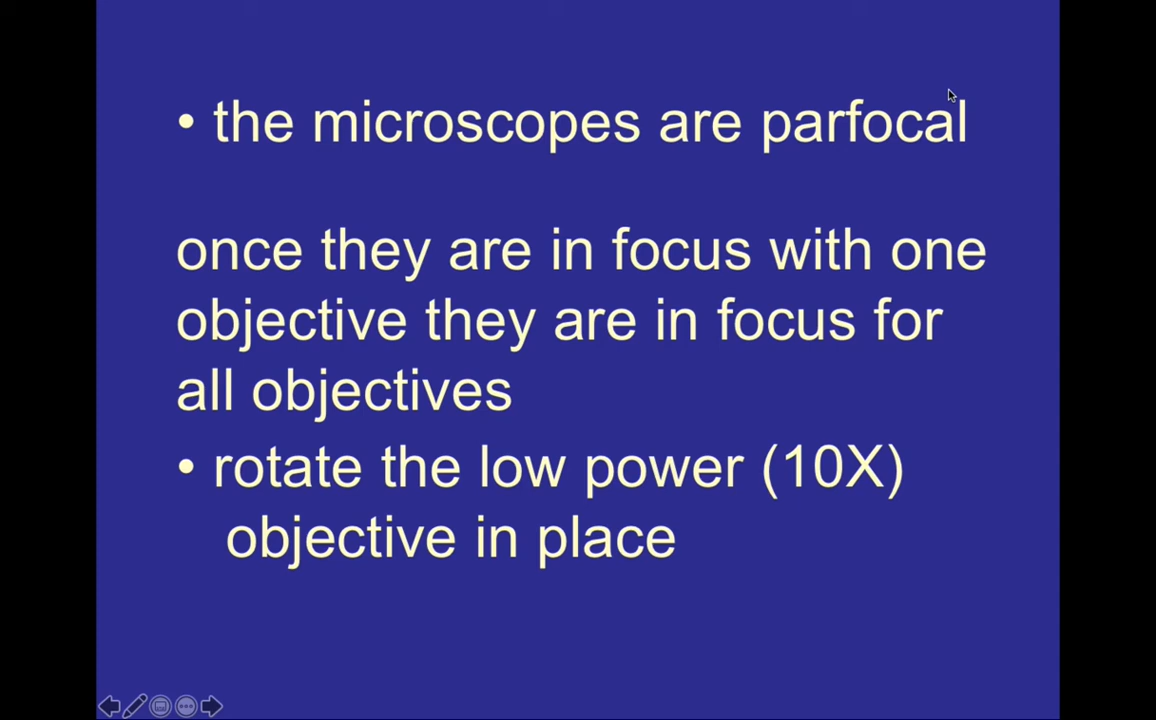 • the microscopes are parfocal
once they are in focus with one
objective they are in focus for
all objectives
• rotate the low power (10X)
objective in place